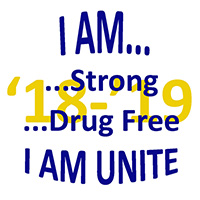 I AM...
...Strong
‘18-’19
...Drug Free
I AM UNITE